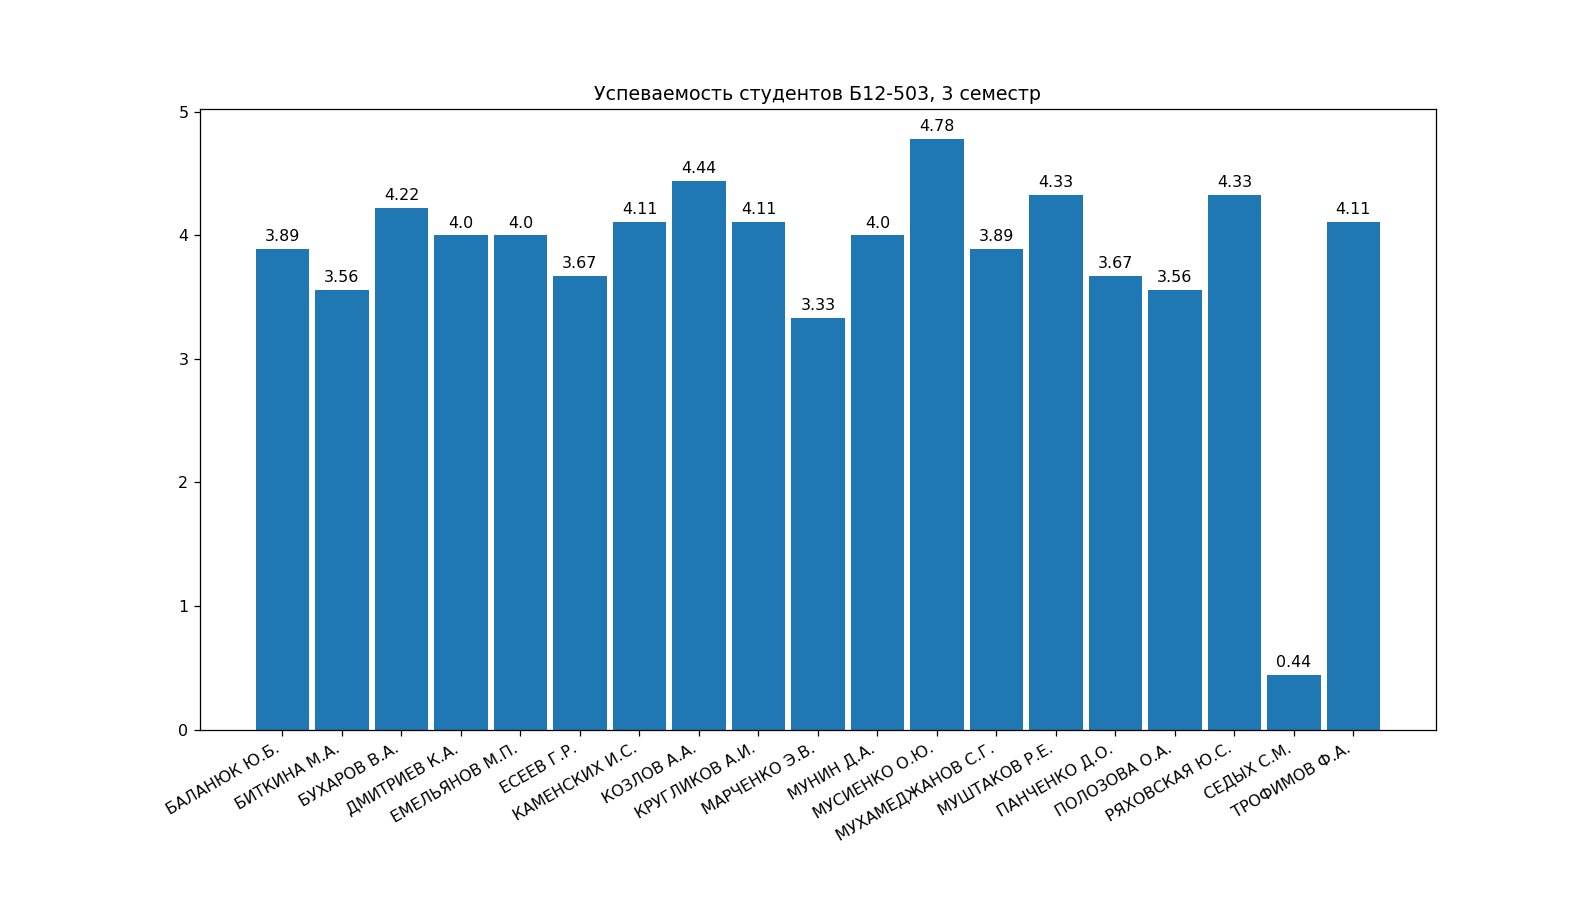 Успеваемость студентов Б12-503, 3 семестр
5
4
3
2
1
0
3.89
3.56
4.22
4.0
4.0
3.67
4.11
4.44
4.11
3.33
4.0
4.78
3.89
4.33
3.67
3.56
4.33
0.44
4.11
БАЛАНЮК Ю.Б.
БИТКИНА М.А.
БУХАРОВ В.А.
ДМИТРИЕВ К.А.
ЕМЕЛЬЯНОВ М.П.
ЕСЕЕВ Г.Р.
КАМЕНСКИХ И.С.
КОЗЛОВ А.А.
КРУГЛИКОВ А.И.
МАРЧЕНКО Э.В.
МУНИН Д.А.
МУСИЕНКО О.Ю.
МУХАМЕДЖАНОВ С.Г.
МУШТАКОВ Р.Е.
ПАНЧЕНКО Д.О.
ПОЛОЗОВА О.А.
РЯХОВСКАЯ Ю.С.
СЕДЫХ С.М.
ТРОФИМОВ Ф.А.